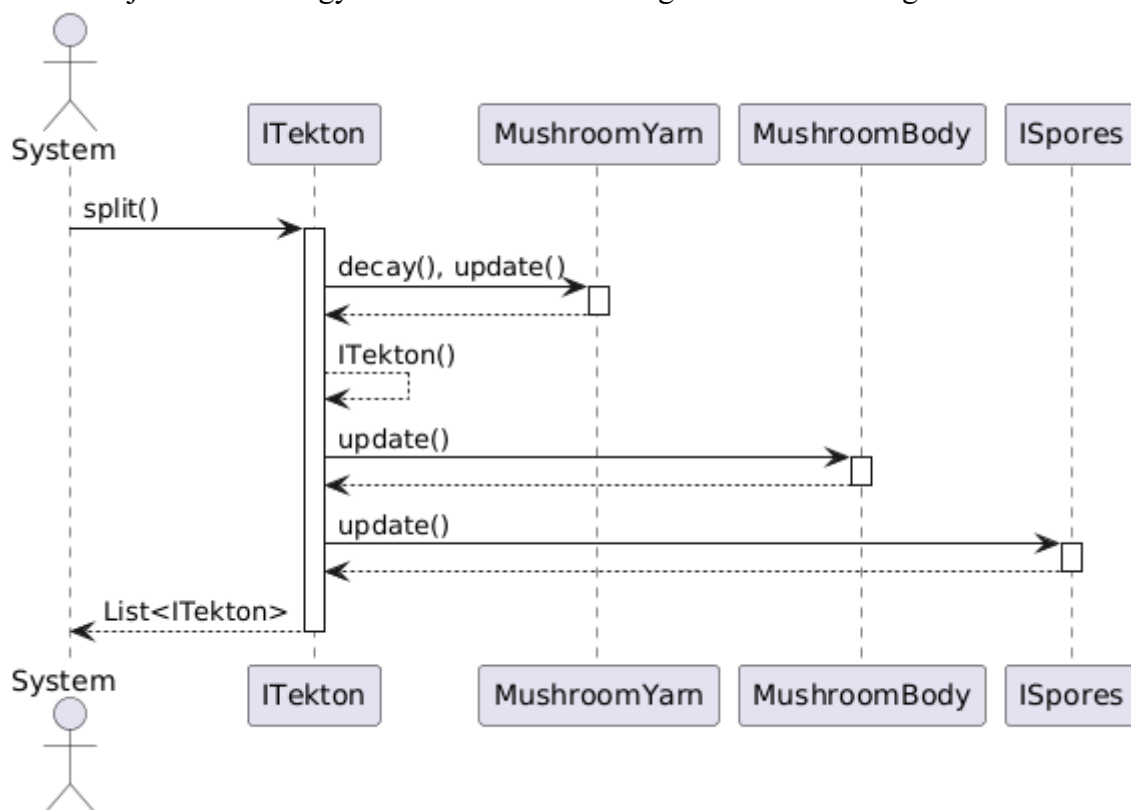 System
ITekton
MushroomYarn
MushroomBody
ISpores
split()
decay(), update()
ITekton()
update()
update()
List<ITekton>
System
ITekton
MushroomYarn
MushroomBody
ISpores